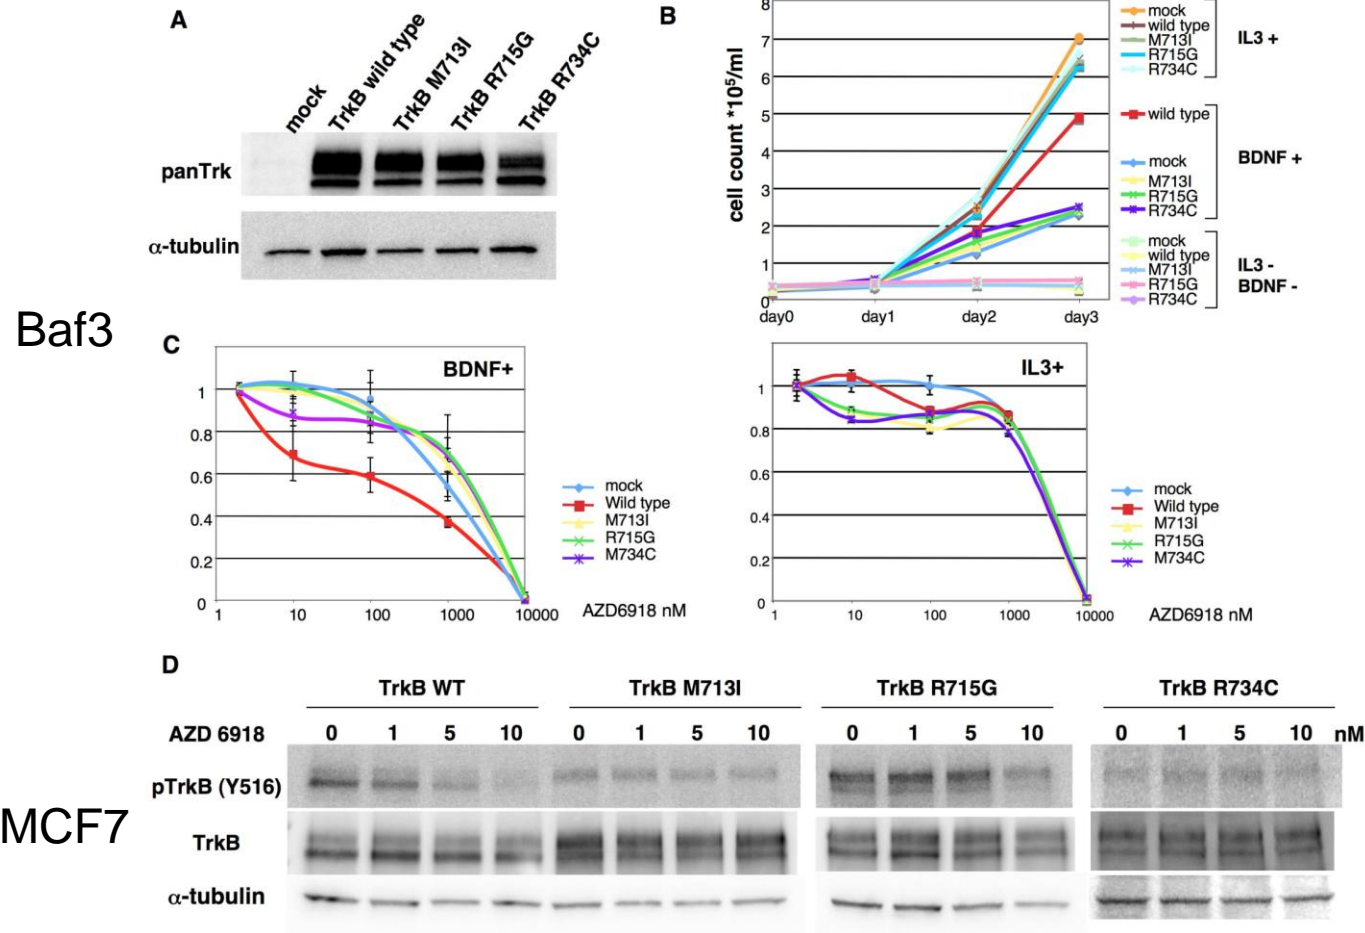 A
mock
TrkB wild type
TrkB M713I
TrkB R715G
TrkB R734C
panTrk
α-tubulin
B
cell count *10⁵/ml
8
7
6
5
4
3
2
1
0
day0 day1 day2 day3
mock
wild type
M713I
R715G
R734C
IL3 +
wild type
mock
M713I
R715G
R734C
BDNF +
mock
wild type
M713I
R715G
R734C
IL3 -
BDNF -
Baf3
C
BDNF+
1
0.8
0.6
0.4
0.2
0
1 10 100 1000 10000
AZD6918 nM
mock
Wild type
M713I
R715G
M734C
IL3+
1
0.8
0.6
0.4
0.2
0
1 10 100 1000 10000
AZD6918 nM
mock
Wild type
M713I
R715G
M734C
D
TrkB WT TrkB M713I TrkB R715G TrkB R734C
AZD 6918 0 1 5 10 0 1 5 10 0 1 5 10 0 1 5 10 nM
pTrkB (Y516)
MCF7
TrkB
α-tubulin